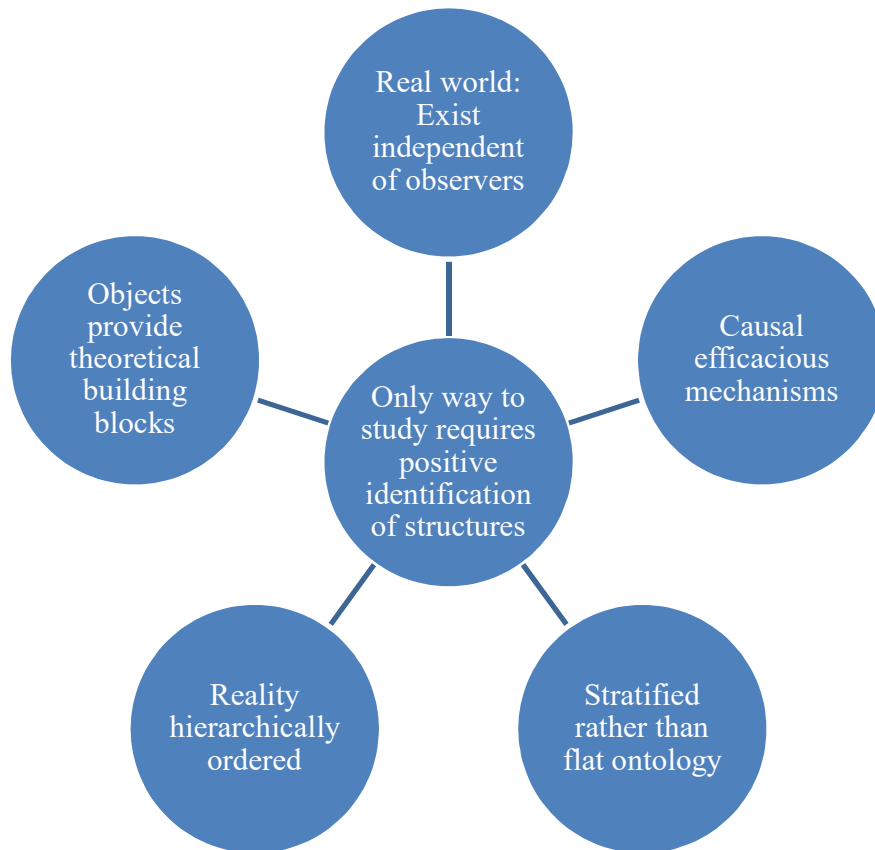 Real world:
Exist
independent
of observers
Causal
efficacious
mechanisms
Stratified
rather than
flat ontology
Reality
hierarchically
ordered
Objects
provide
theoretical
building
blocks
Only way to
study requires
positive
identification
of structures